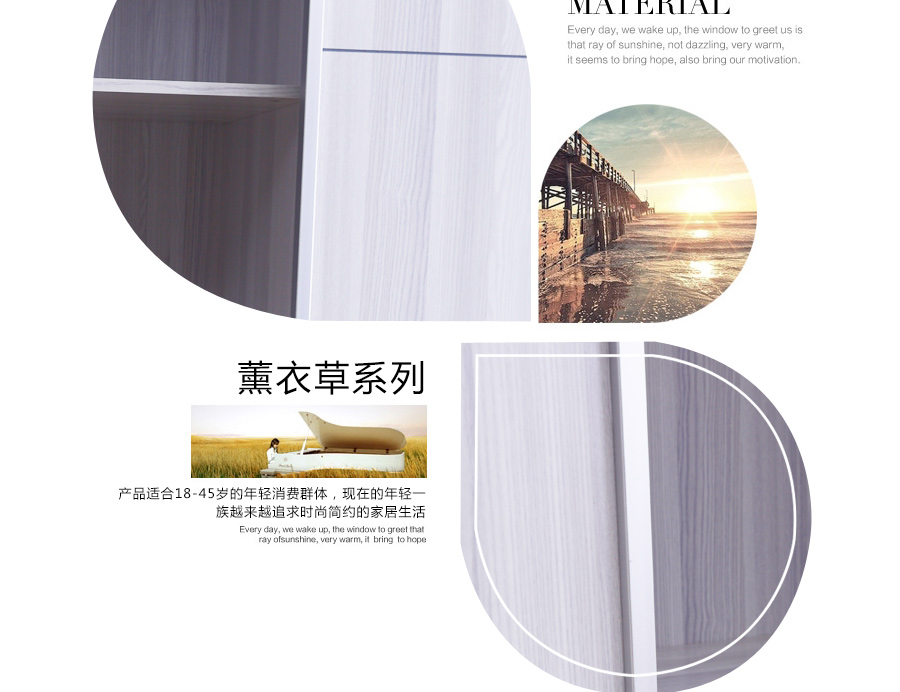 MATERIAL
Every day, we wake up, the window to greet us is
that ray of sunshine, not dazzling, very warm,
it seems to bring hope, also bring our motivation.
薰衣草系列
产品适合18-45岁的年轻消费群体，现在的年轻一
族越来越追求时尚简约的家居生活
Every day, we wake up, the window to greet that
ray ofsunshine, very warm, it bring to hope